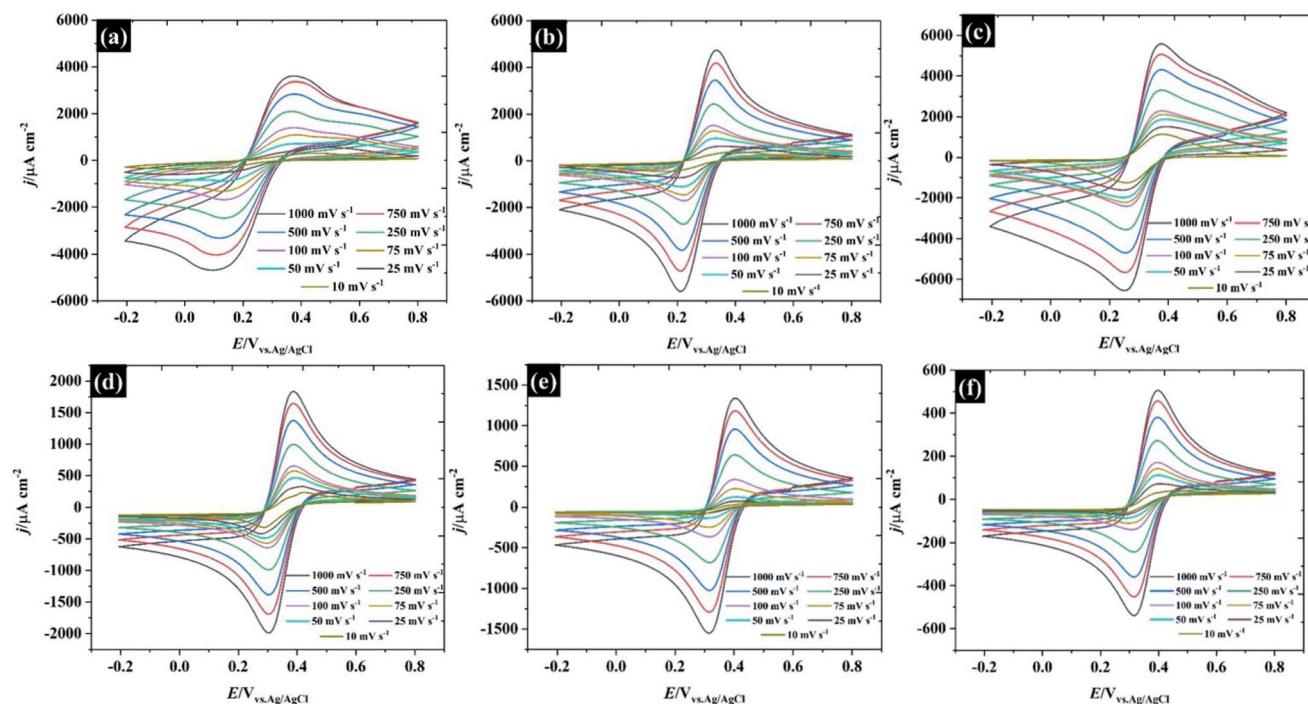 (a)
6000
4000
2000
0
-2000
-4000
-6000
j/μA cm⁻²
1000 mV s⁻¹ 750 mV s⁻¹
500 mV s⁻¹ 250 mV s⁻¹
100 mV s⁻¹ 75 mV s⁻¹
50 mV s⁻¹ 25 mV s⁻¹
10 mV s⁻¹
-0.2 0.0 0.2 0.4 0.6 0.8
E/V vs.Ag/AgCl
(b)
6000
4000
2000
0
-2000
-4000
-6000
j/μA cm⁻²
1000 mV s⁻¹ 750 mV s⁻¹
500 mV s⁻¹ 250 mV s⁻¹
100 mV s⁻¹ 75 mV s⁻¹
50 mV s⁻¹ 25 mV s⁻¹
10 mV s⁻¹
-0.2 0.0 0.2 0.4 0.6 0.8
E/V vs.Ag/AgCl
(c)
6000
4000
2000
0
-2000
-4000
-6000
j/μA cm⁻²
1000 mV s⁻¹ 750 mV s⁻¹
500 mV s⁻¹ 250 mV s⁻¹
100 mV s⁻¹ 75 mV s⁻¹
50 mV s⁻¹ 25 mV s⁻¹
10 mV s⁻¹
-0.2 0.0 0.2 0.4 0.6 0.8
E/V vs.Ag/AgCl
(d)
2000
1500
1000
500
0
-500
-1000
-1500
-2000
j/μA cm⁻²
1000 mV s⁻¹ 750 mV s⁻¹
500 mV s⁻¹ 250 mV s⁻¹
100 mV s⁻¹ 75 mV s⁻¹
50 mV s⁻¹ 25 mV s⁻¹
10 mV s⁻¹
-0.2 0.0 0.2 0.4 0.6 0.8
E/V vs.Ag/AgCl
(e)
1500
1000
500
0
-500
-1000
-1500
j/μA cm⁻²
1000 mV s⁻¹ 750 mV s⁻¹
500 mV s⁻¹ 250 mV s⁻¹
100 mV s⁻¹ 75 mV s⁻¹
50 mV s⁻¹ 25 mV s⁻¹
10 mV s⁻¹
-0.2 0.0 0.2 0.4 0.6 0.8
E/V vs.Ag/AgCl
(f)
600
400
200
0
-200
-400
-600
j/μA cm⁻²
1000 mV s⁻¹ 750 mV s⁻¹
500 mV s⁻¹ 250 mV s⁻¹
100 mV s⁻¹ 75 mV s⁻¹
50 mV s⁻¹ 25 mV s⁻¹
10 mV s⁻¹
-0.2 0.0 0.2 0.4 0.6 0.8
E/V vs.Ag/AgCl